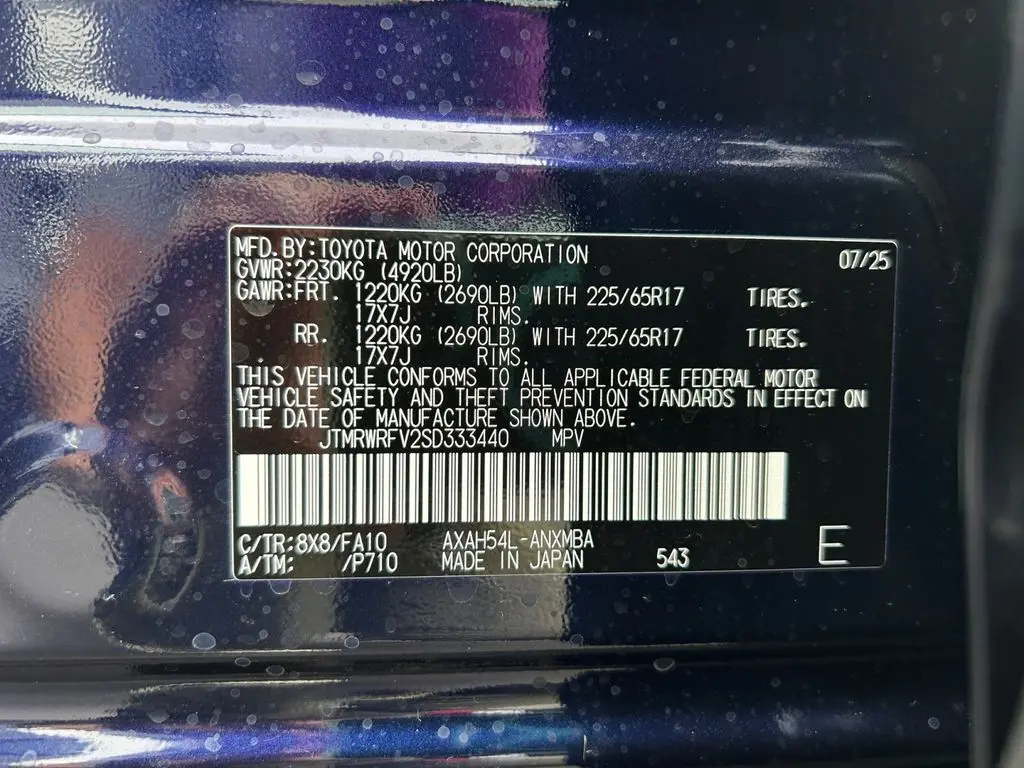 MFD.BY:TOYOTA MOTOR CORPORATION 07/25
GVWR:2230KG (4920LB)
GAWR:FRT. 1220KG (2690LB) WITH 225/65R17 TIRES.
17X7J RIMS.
RR. 1220KG (2690LB) WITH 225/65R17 TIRES.
17X7J RIMS.
THIS VEHICLE CONFORMS TO ALL APPLICABLE FEDERAL MOTOR
VEHICLE SAFETY AND THEFT PREVENTION STANDARDS IN EFFECT ON
THE DATE OF MANUFACTURE SHOWN ABOVE.
JTMRWRFV2SD333440 MPV
C/TR:8X8/FA10 AXAH54L-ANXMBA
A/TM: /P710 MADE IN JAPAN 543 E